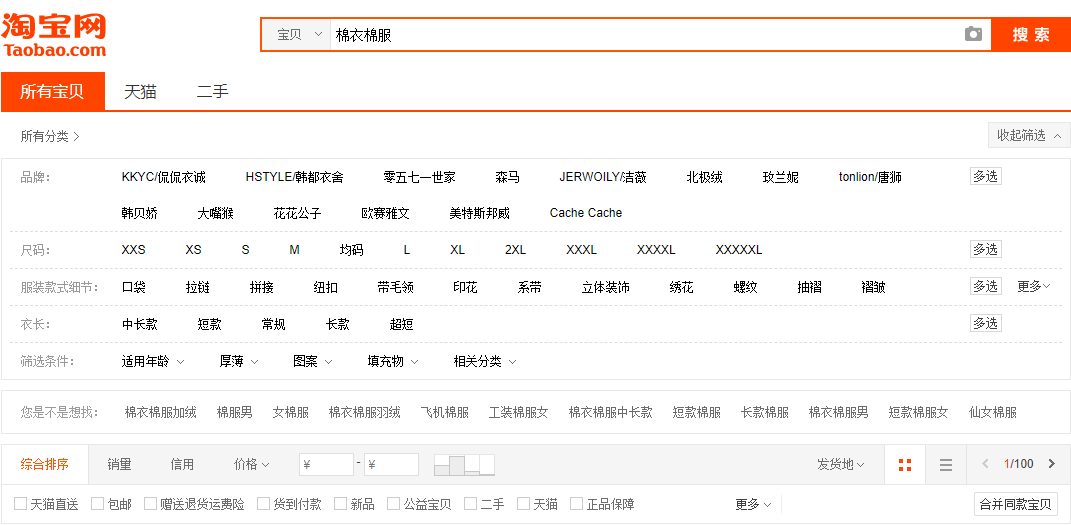 淘宝网
Taobao.com
宝贝 棉衣棉服 搜索
所有宝贝 天猫 二手
所有分类 > 收起筛选
品牌: KKYC/侃侃衣诚 HSTYLE/韩都衣舍 零五七一世家 森马 JERWOILY/洁薇 北极绒 玫兰妮 tonlion/唐狮 多选
韩贝娇 大嘴猴 花花公子 欧赛雅文 美特斯邦威 Cache Cache
尺码: XXS XS S M 均码 L XL 2XL XXXL XXXXL XXXXXL 多选
服装款式细节: 口袋 拉链 拼接 纽扣 带毛领 印花 系带 立体装饰 绣花 螺纹 抽褶 褶皱 多选 更多
衣长: 中长款 短款 常规 长款 超短 多选
筛选条件: 适用年龄 厚薄 图案 填充物 相关分类
您是不是想找: 棉衣棉服加绒 棉服男 女棉服 棉衣棉服羽绒 飞机棉服 工装棉服女 棉衣棉服中长款 短款棉服 长款棉服 棉衣棉服男 短款棉服女 仙女棉服
综合排序 销量 信用 价格 ¥ - ¥ 发货地 < 1/100 >
天猫直送 包邮 赠送退货运费险 货到付款 新品 公益宝贝 二手 天猫 正品保障 更多 合并同款宝贝